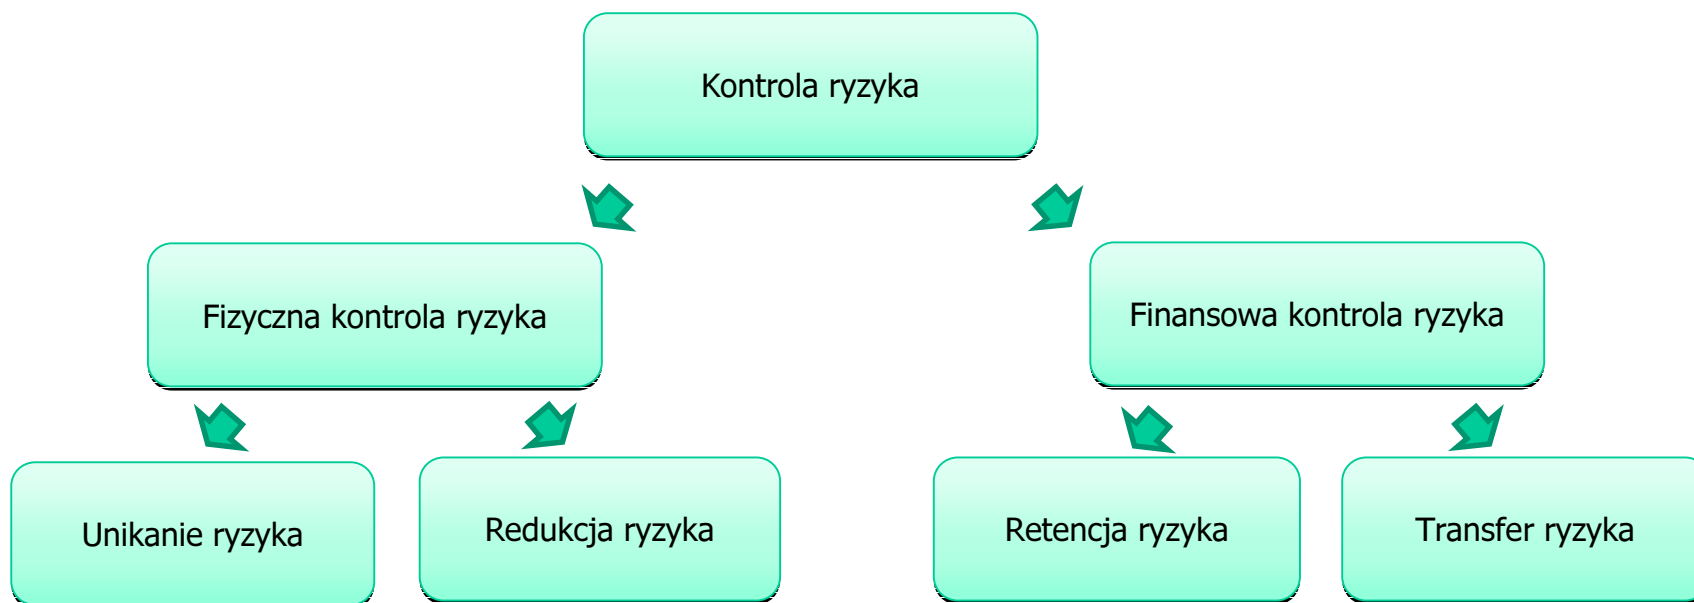 Kontrola ryzyka
Fizyczna kontrola ryzyka
Finansowa kontrola ryzyka
Unikanie ryzyka
Redukcja ryzyka
Retencja ryzyka
Transfer ryzyka